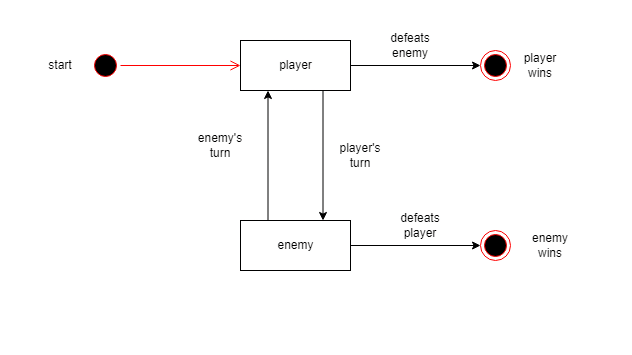 defeats
enemy
start
player
player
wins
enemy's
turn
player's
turn
defeats
player
enemy
enemy
wins